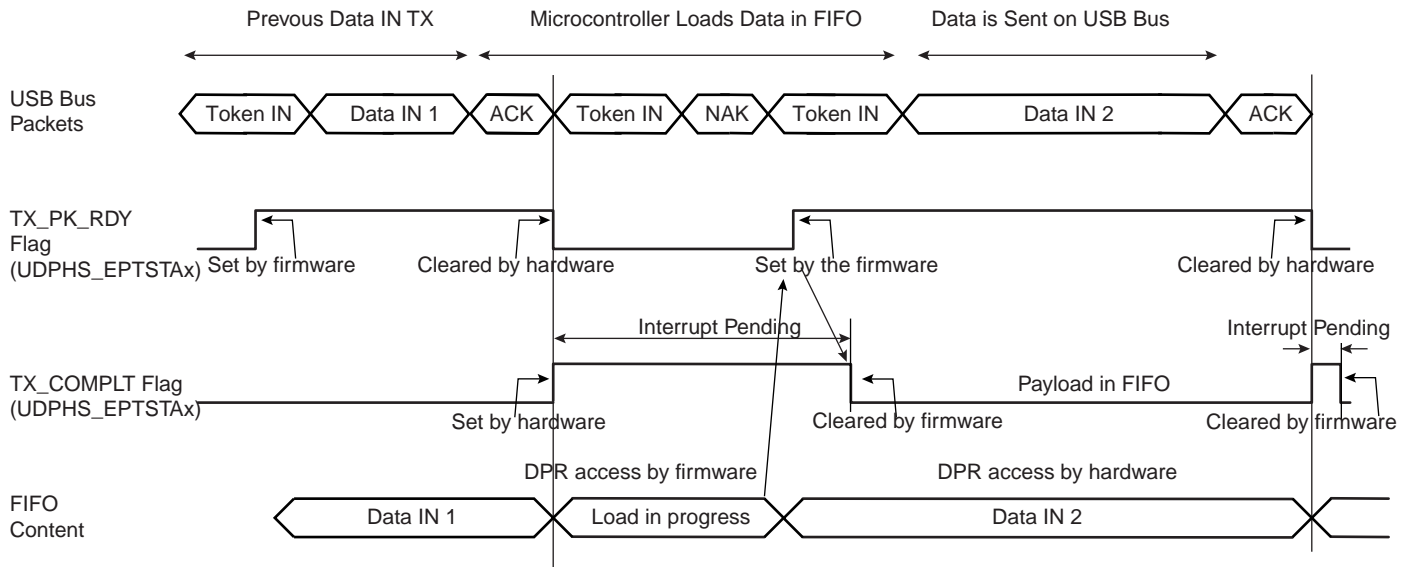 Prevous Data IN TX
Microcontroller Loads Data in FIFO
Data is Sent on USB Bus
USB Bus
Packets
Token IN
Data IN 1
ACK
Token IN
NAK
Token IN
Data IN 2
ACK
TX_PK_RDY
Flag
(UDPHS_EPTSTAx)
Set by firmware
Cleared by hardware
Set by the firmware
Cleared by hardware
Interrupt Pending
Interrupt Pending
TX_COMPLT Flag
(UDPHS_EPTSTAx)
Payload in FIFO
Set by hardware
Cleared by firmware
Cleared by firmware
DPR access by firmware
DPR access by hardware
FIFO
Content
Data IN 1
Load in progress
Data IN 2